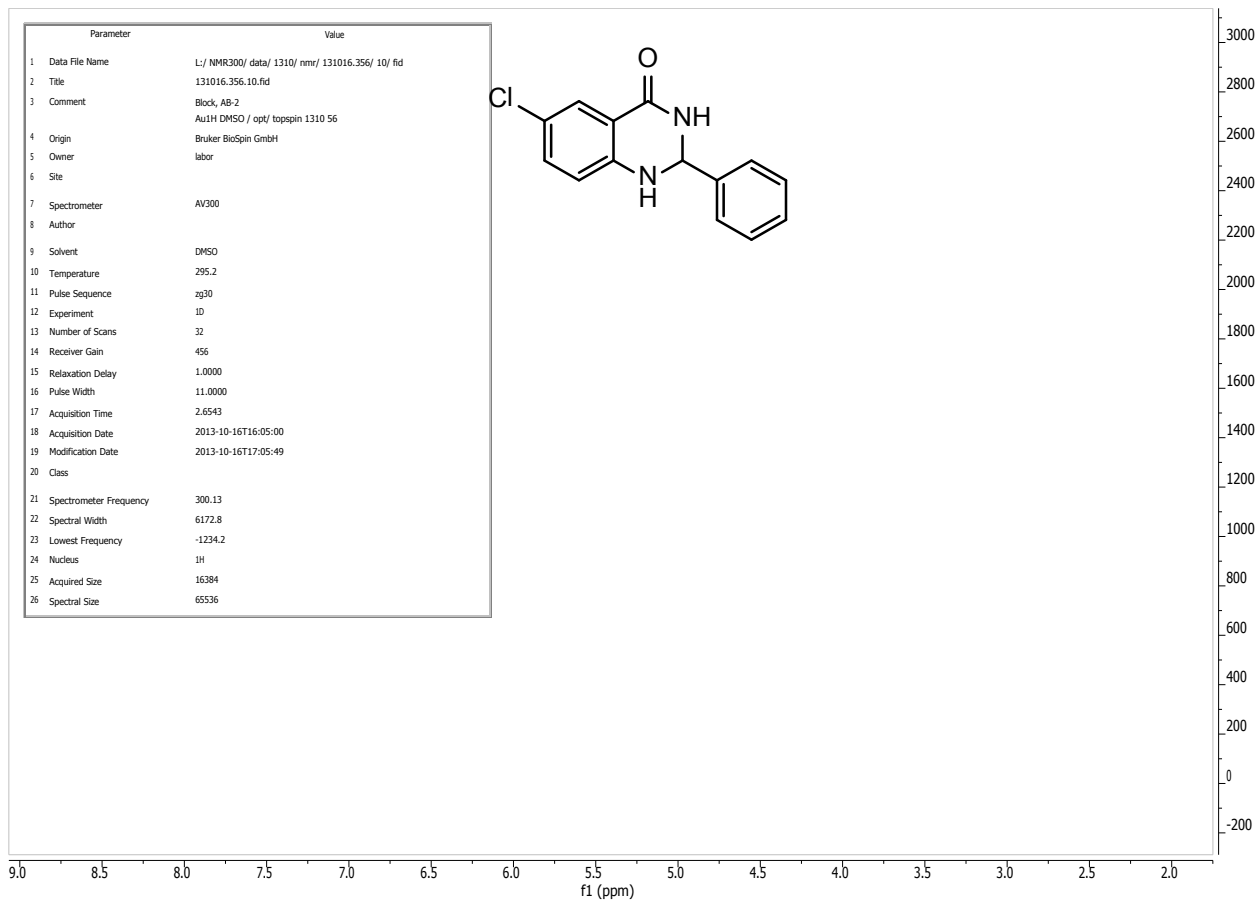 Parameter Value
1 Data File Name L:/ NMR300/ data/ 1310/ nmr/ 131016.356/ 10/ fid
2 Title 131016.356.10.fid
3 Comment Block, AB-2
Au1H DMSO / opt/ topspin 1310 56
4 Origin Bruker BioSpin GmbH
5 Owner labor
6 Site
7 Spectrometer AV300
8 Author
9 Solvent DMSO
10 Temperature 295.2
11 Pulse Sequence zg30
12 Experiment 1D
13 Number of Scans 32
14 Receiver Gain 456
15 Relaxation Delay 1.0000
16 Pulse Width 11.0000
17 Acquisition Time 2.6543
18 Acquisition Date 2013-10-16T16:05:00
19 Modification Date 2013-10-16T17:05:49
20 Class
21 Spectrometer Frequency 300.13
22 Spectral Width 6172.8
23 Lowest Frequency -1234.2
24 Nucleus 1H
25 Acquired Size 16384
26 Spectral Size 65536
O
Cl
NH
N
H
3000
2800
2600
2400
2200
2000
1800
1600
1400
1200
1000
800
600
400
200
0
-200
9.0 8.5 8.0 7.5 7.0 6.5 6.0 5.5 5.0 4.5 4.0 3.5 3.0 2.5 2.0
f1 (ppm)